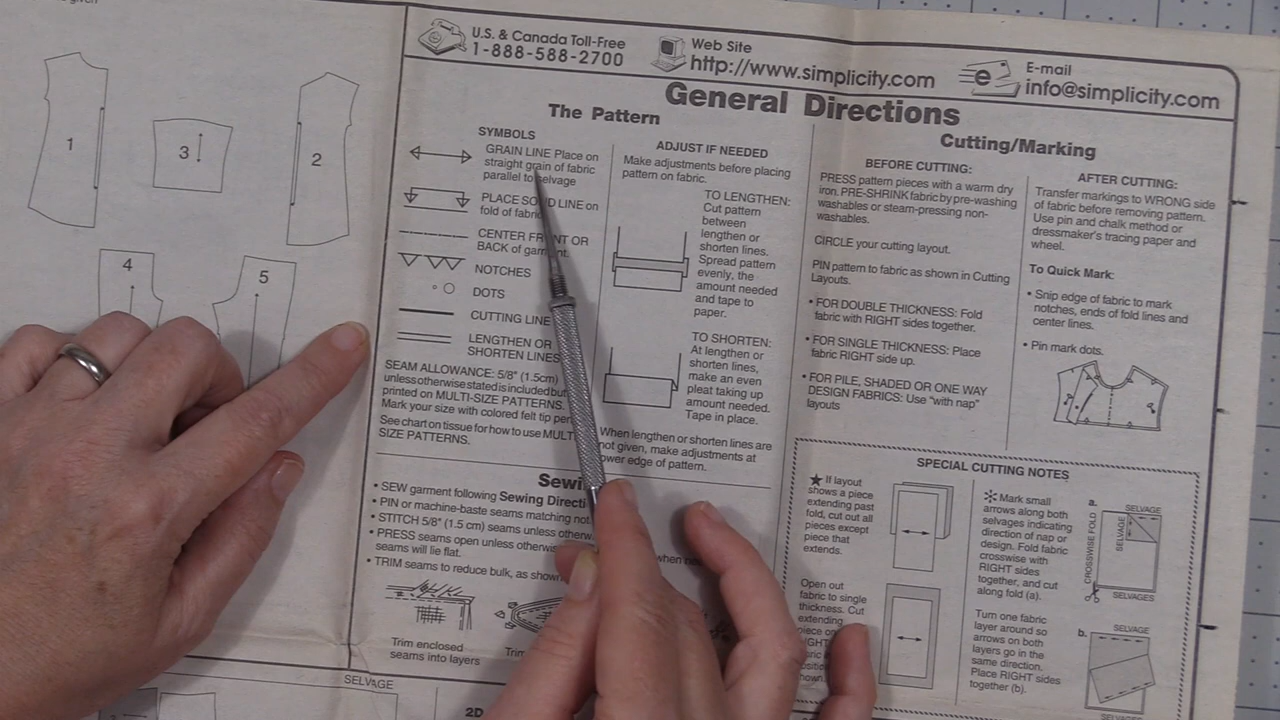 given
1
3
2
4
5
U.S. & Canada Toll-Free
1-888-588-2700
Web Site
http://www.simplicity.com
e
E-mail
info@simplicity.com
General Directions
The Pattern
SYMBOLS
GRAIN LINE Place on
straight grain of fabric
parallel to selvage
PLACE SOLID LINE on
fold of fabric
CENTER FRONT OR
BACK of garment.
NOTCHES
DOTS
CUTTING LINE
LENGTHEN OR
SHORTEN LINES
SEAM ALLOWANCE: 5/8" (1.5cm)
unless otherwise stated is included but
printed on MULTI-SIZE PATTERNS.
Mark your size with colored felt tip pen
See chart on tissue for how to use MULTI
SIZE PATTERNS.
ADJUST IF NEEDED
Make adjustments before placing
pattern on fabric.
TO LENGTHEN:
Cut pattern
between
lengthen or
shorten lines.
Spread pattern
evenly, the
amount needed
and tape to
paper.
TO SHORTEN:
At lengthen or
shorten lines,
make an even
pleat taking up
amount needed.
Tape in place.
When lengthen or shorten lines are
not given, make adjustments at
lower edge of pattern.
Cutting/Marking
BEFORE CUTTING:
PRESS pattern pieces with a warm dry
iron. PRE-SHRINK fabric by pre-washing
washables or steam-pressing non-
washables.
CIRCLE your cutting layout.
PIN pattern to fabric as shown in Cutting
Layouts.
• FOR DOUBLE THICKNESS: Fold
fabric with RIGHT sides together.
• FOR SINGLE THICKNESS: Place
fabric RIGHT side up.
• FOR PILE, SHADED OR ONE WAY
DESIGN FABRICS: Use "with nap"
layouts
AFTER CUTTING:
Transfer markings to WRONG side
of fabric before removing pattern.
Use pin and chalk method or
dressmaker's tracing paper and
wheel.
To Quick Mark:
• Snip edge of fabric to mark
notches, ends of fold lines and
center lines.
• Pin mark dots.
Sewi
• SEW garment following Sewing Directi
• PIN or machine-baste seams matching not
• STITCH 5/8" (1.5 cm) seams unless otherw
• PRESS seams open unless otherwis
when
seams will lie flat.
• TRIM seams to reduce bulk, as shown
Trim enclosed
seams into layers
Trim
SPECIAL CUTTING NOTES
★ If layout
shows a piece
extending past
fold, cut out all
pieces except
piece that
extends.
Open out
fabric to single
thickness. Cut
extending
piece on
✻ Mark small
arrows along both
selvages indicating
direction of nap or
design. Fold fabric
crosswise with
RIGHT sides
together, and cut
along fold (a).
Turn one fabric
layer around so
arrows on both
layers go in the
same direction.
Place RIGHT sides
together (b).
a.
SELVAGE
CROSSWISE FOLD
SELVAGE
SELVAGES
b.
SELVAGE
SELVAGE
SELVAGE
2D